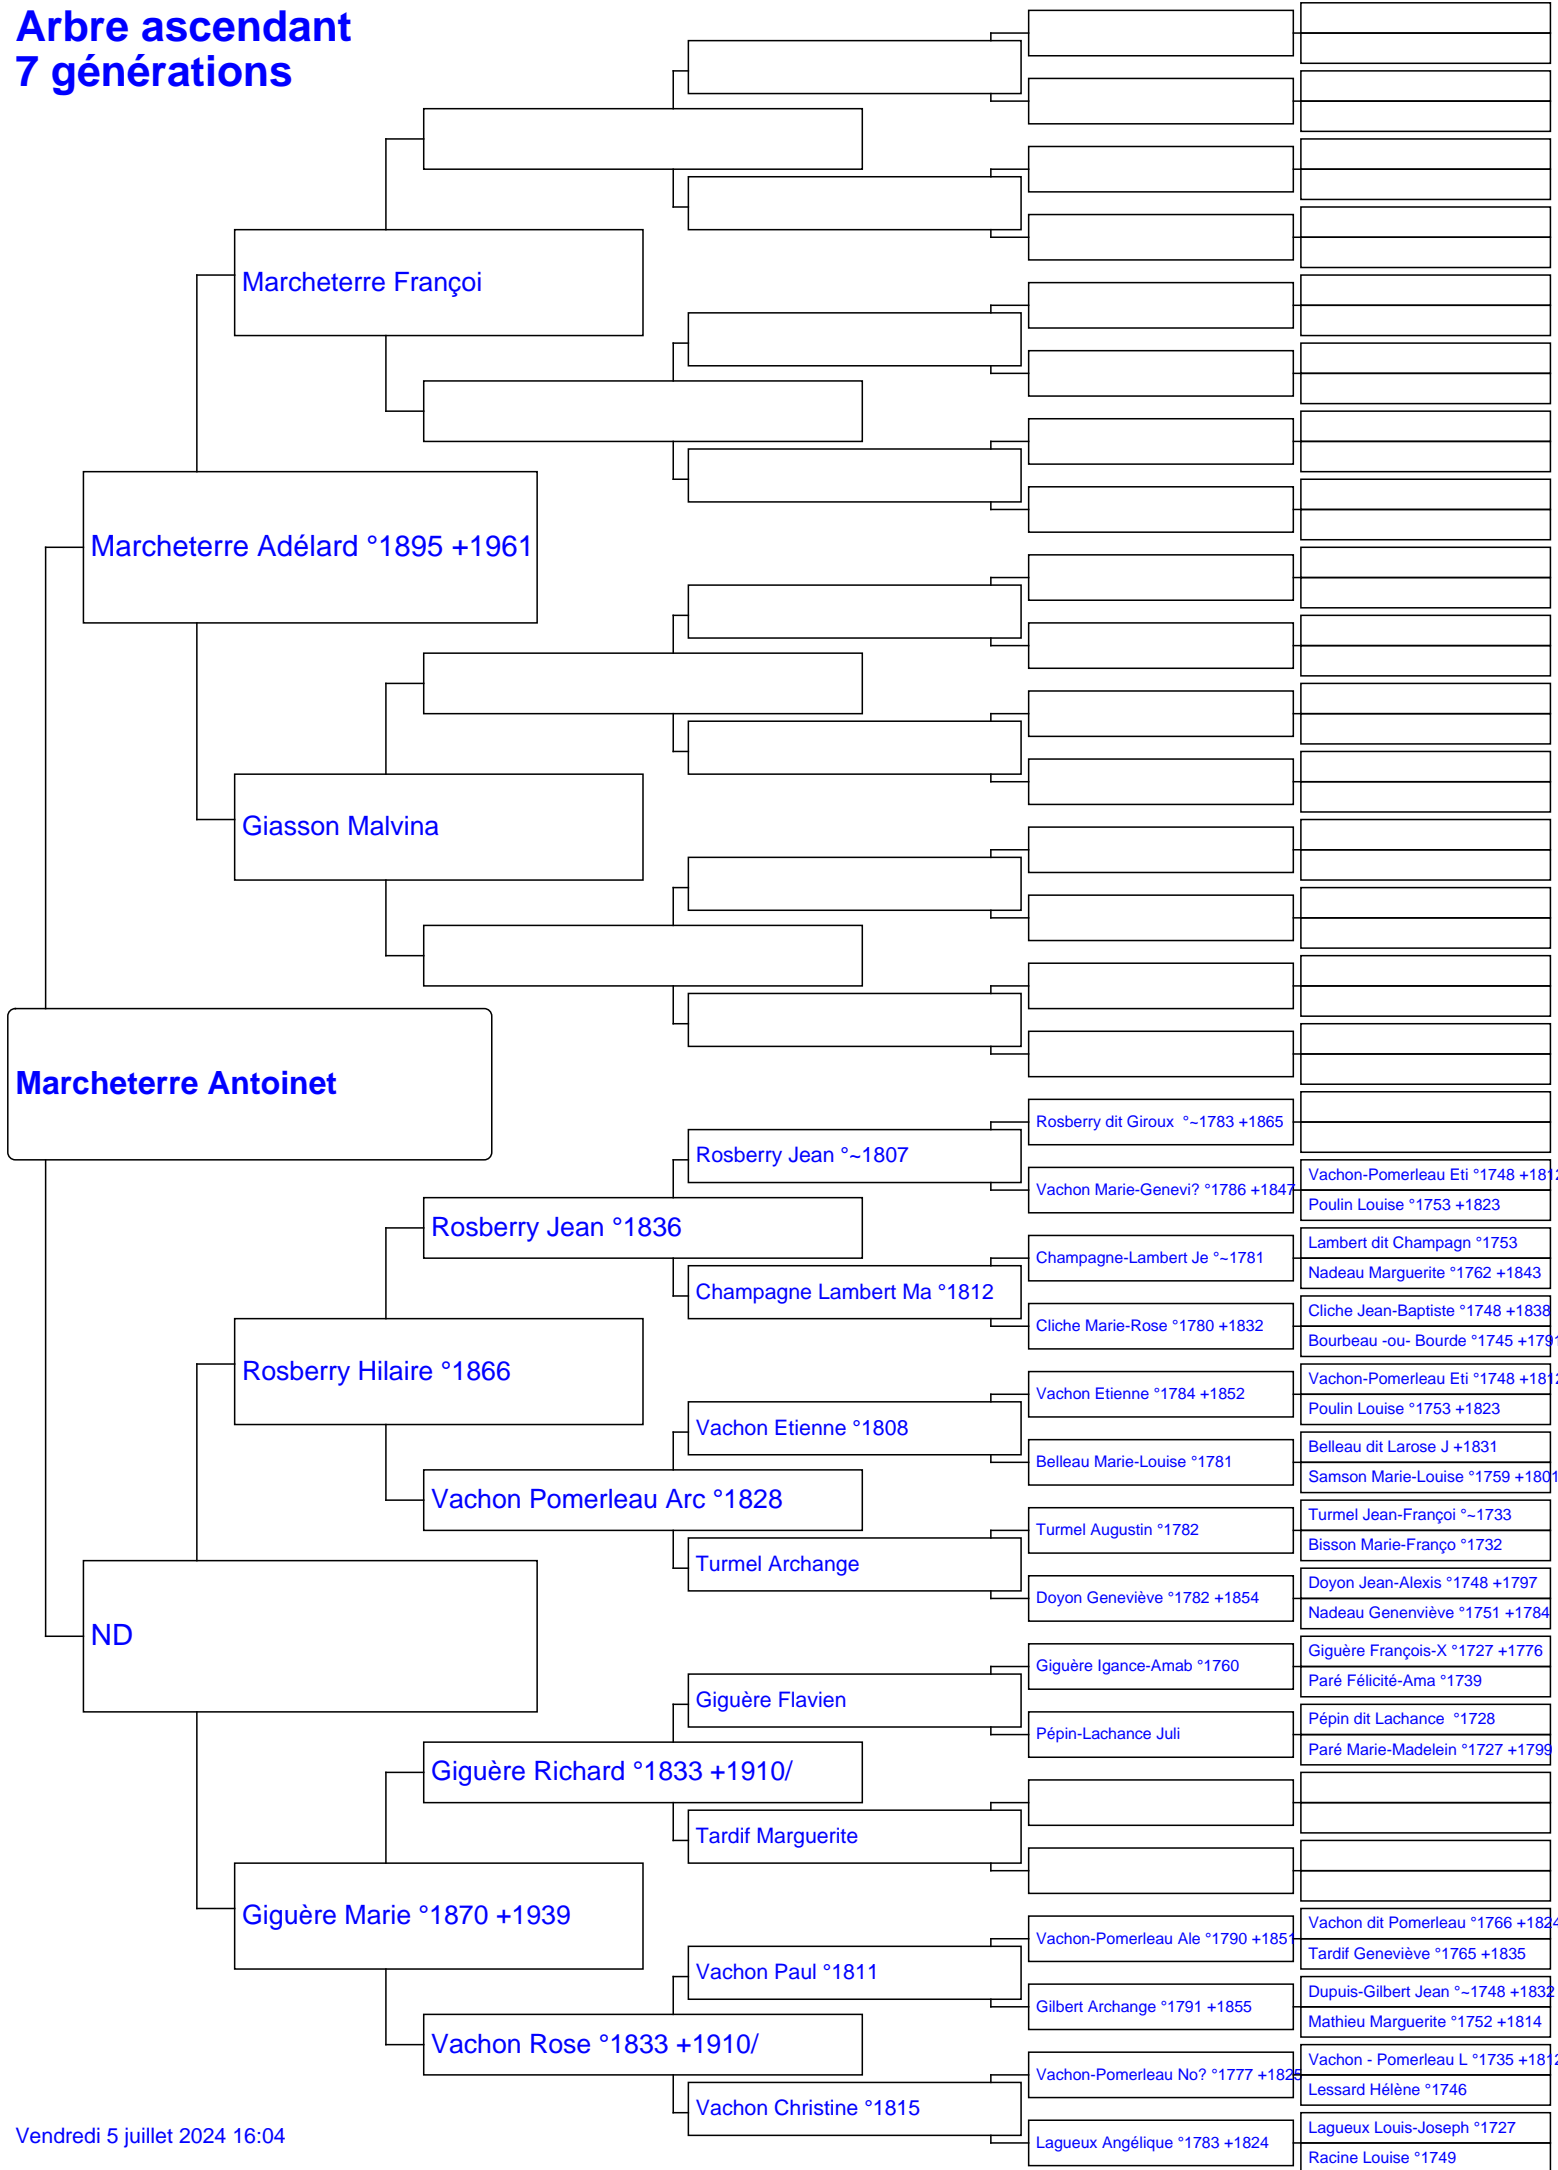 Arbre ascendant
7 générations
Marcheterre Françoi
Marcheterre Adélard °1895 +1961
Giasson Malvina
Marcheterre Antoinet
Rosberry dit Giroux °~1783 +1865
Rosberry Jean °~1807
Vachon Marie-Genevi? °1786 +1847
Vachon-Pomerleau Eti °1748 +1812
Poulin Louise °1753 +1823
Rosberry Jean °1836
Champagne-Lambert Je °~1781
Lambert dit Champagn °1753
Nadeau Marguerite °1762 +1843
Champagne Lambert Ma °1812
Cliche Marie-Rose °1780 +1832
Cliche Jean-Baptiste °1748 +1838
Bourbeau -ou- Bourde °1745 +1791
Rosberry Hilaire °1866
Vachon Etienne °1784 +1852
Vachon-Pomerleau Eti °1748 +1812
Poulin Louise °1753 +1823
Vachon Etienne °1808
Belleau Marie-Louise °1781
Belleau dit Larose J +1831
Samson Marie-Louise °1759 +1801
Vachon Pomerleau Arc °1828
Turmel Augustin °1782
Turmel Jean-Françoi °~1733
Bisson Marie-Franço °1732
Turmel Archange
Doyon Geneviève °1782 +1854
Doyon Jean-Alexis °1748 +1797
Nadeau Genenviève °1751 +1784
ND
Giguère Igance-Amab °1760
Giguère François-X °1727 +1776
Paré Félicité-Ama °1739
Giguère Flavien
Pépin-Lachance Juli
Pépin dit Lachance °1728
Paré Marie-Madelein °1727 +1799
Giguère Richard °1833 +1910/
Tardif Marguerite
Giguère Marie °1870 +1939
Vachon-Pomerleau Ale °1790 +1851
Vachon dit Pomerleau °1766 +1824
Tardif Geneviève °1765 +1835
Vachon Paul °1811
Gilbert Archange °1791 +1855
Dupuis-Gilbert Jean °~1748 +1832
Mathieu Marguerite °1752 +1814
Vachon Rose °1833 +1910/
Vachon-Pomerleau No? °1777 +1825
Vachon - Pomerleau L °1735 +1812
Lessard Hélène °1746
Vachon Christine °1815
Lagueux Angélique °1783 +1824
Lagueux Louis-Joseph °1727
Racine Louise °1749
Vendredi 5 juillet 2024 16:04